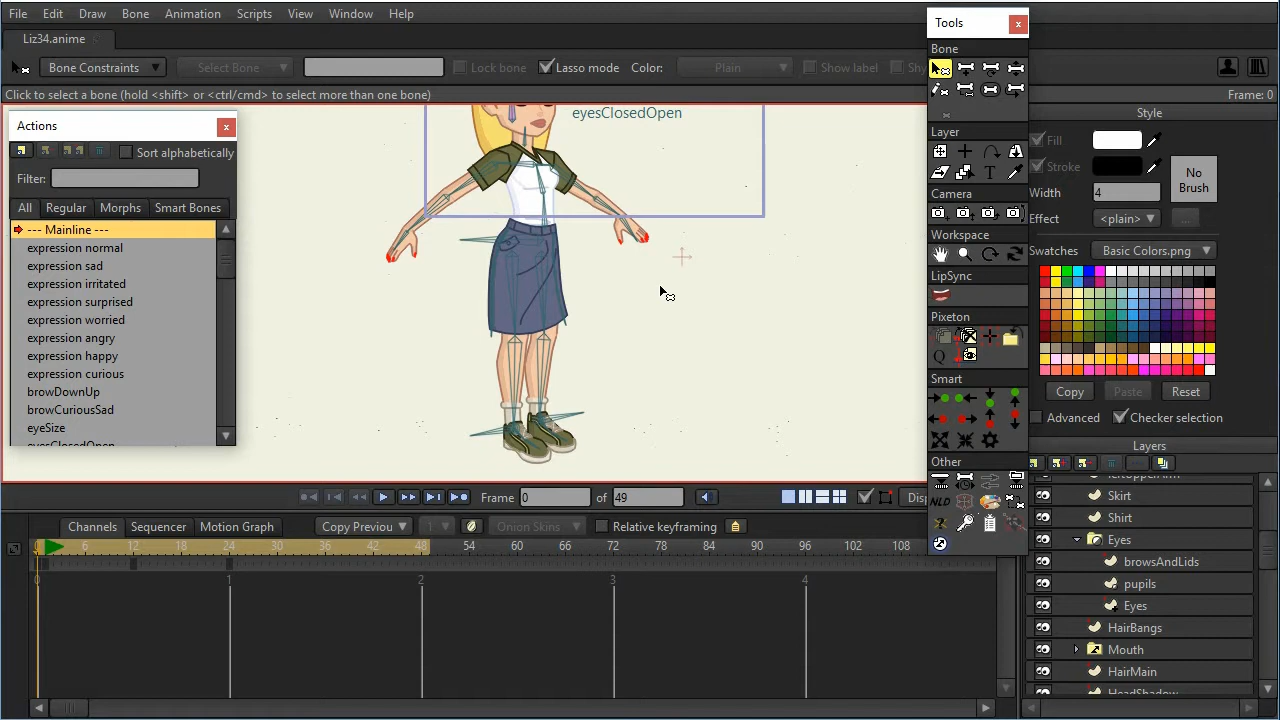 File Edit Draw Bone Animation Scripts View Window Help
Liz34.anime
Bone Constraints Select Bone Lock bone Lasso mode Color: Plain Show label
Click to select a bone (hold <shift> or <ctrl/cmd> to select more than one bone) Frame: 0
Actions
Sort alphabetically
Filter:
All Regular Morphs Smart Bones
--- Mainline ---
expression normal
expression sad
expression irritated
expression surprised
expression worried
expression angry
expression happy
expression curious
browDownUp
browCuriousSad
eyeSize
eyesClosedOpen
eyesClosedOpen
Tools
Bone
Layer
Camera
Workspace
LipSync
Pixeton
Smart
Other
NLD
Style
Fill
Stroke
No Brush
Width 4
Effect <plain> ...
Swatches Basic Colors.png
Copy Paste Reset
Advanced Checker selection
Layers
Skirt
Shirt
Eyes
browsAndLids
pupils
Eyes
HairBangs
Mouth
HairMain
HeadShadow
Frame 0 of 49
Channels Sequencer Motion Graph Copy Previou 1 Onion Skins Relative keyframing
0 6 12 18 24 30 36 42 48 54 60 66 72 78 84 90 96 102 108
0 1 2 3 4